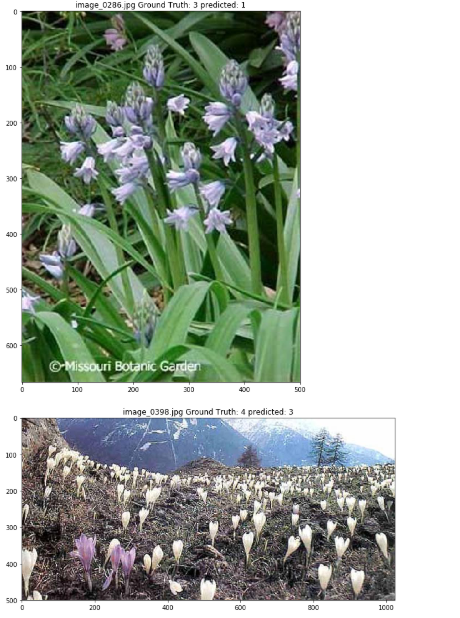 image_0286.jpg Ground Truth: 3 predicted: 1
0
100
200
300
400
500
600
0 100 200 300 400 500
©Missouri Botanic Garden
image_0398.jpg Ground Truth: 4 predicted: 3
0
100
200
300
400
500
0 200 400 600 800 1000